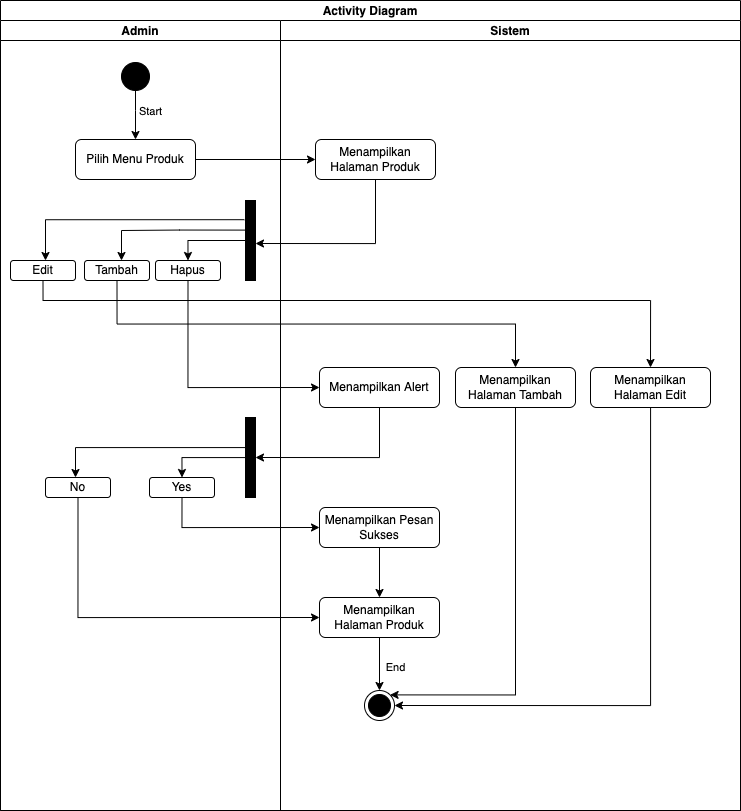 Activity Diagram
Admin
Sistem
Start
Pilih Menu Produk
Menampilkan
Halaman Produk
Edit
Tambah
Hapus
Menampilkan Alert
Menampilkan
Halaman Tambah
Menampilkan
Halaman Edit
No
Yes
Menampilkan Pesan
Sukses
Menampilkan
Halaman Produk
End